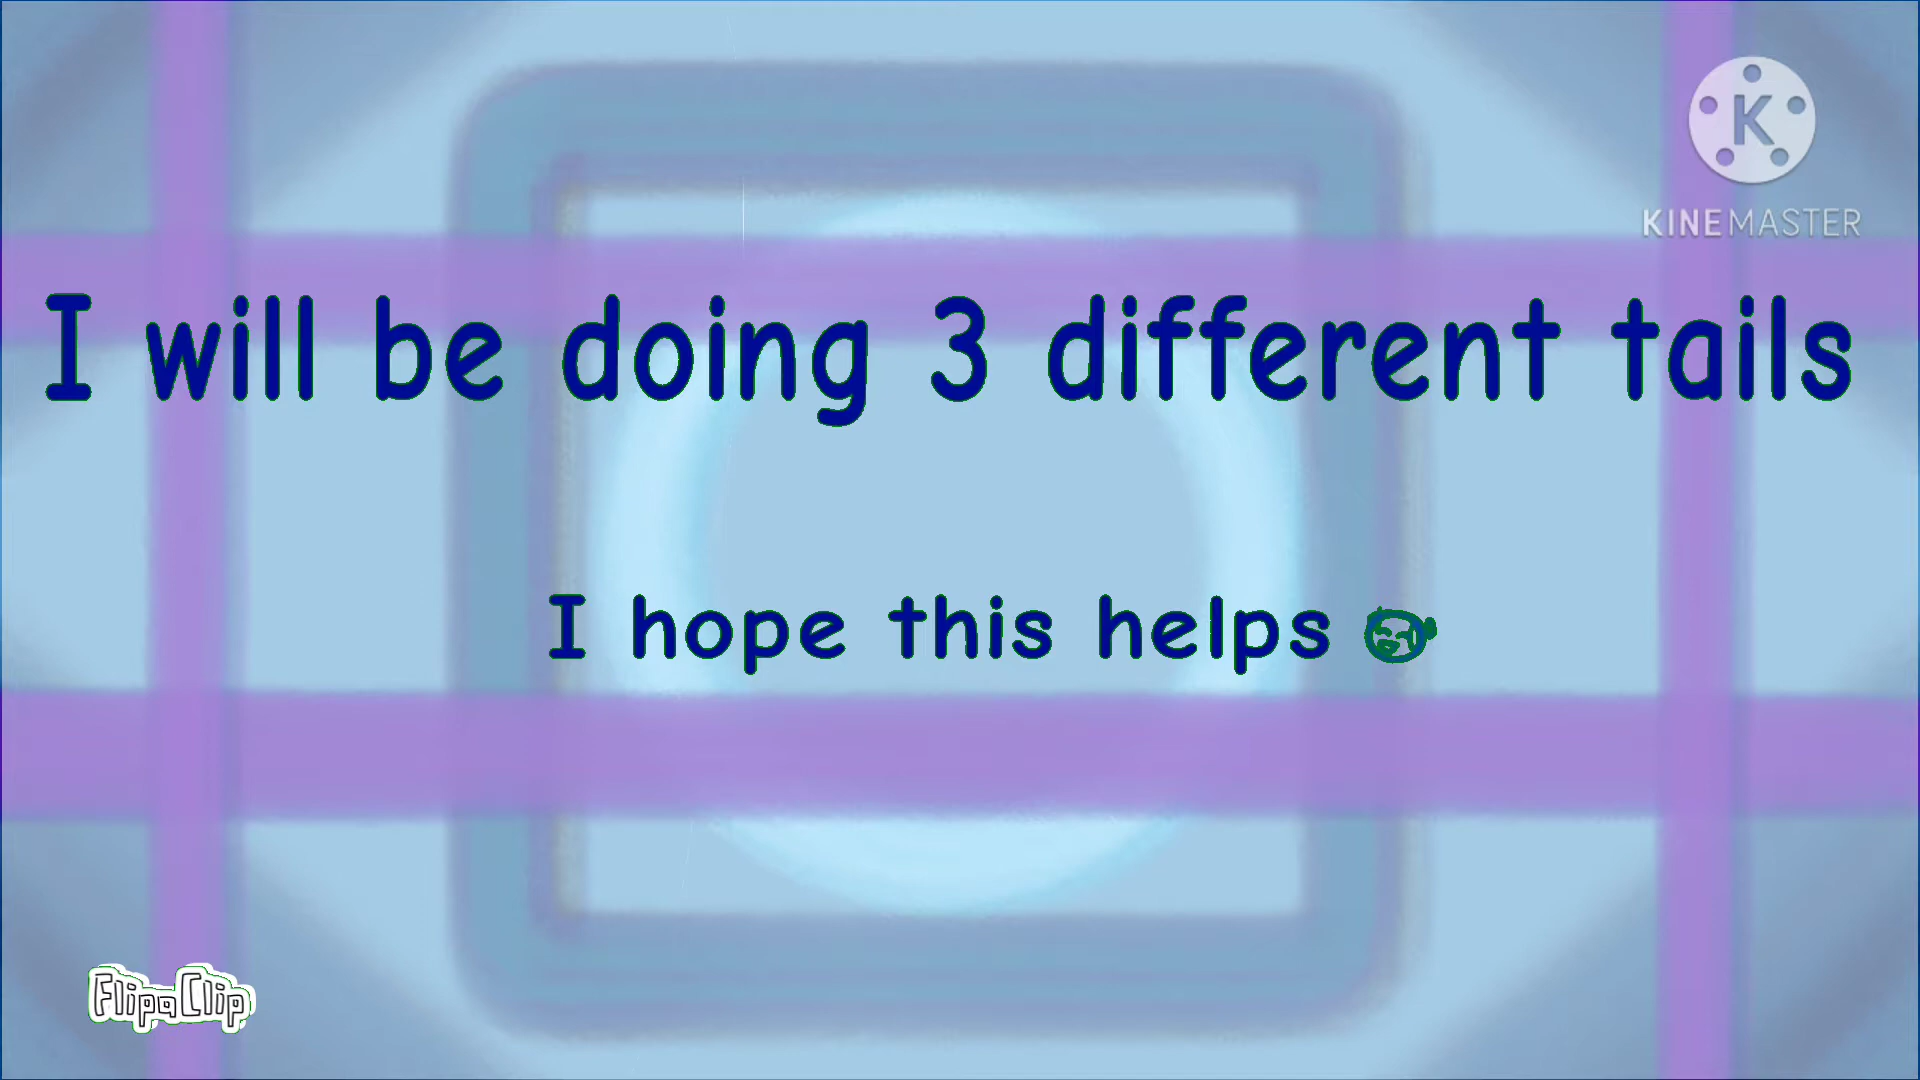 K
KINEMASTER
I will be doing 3 different tails
I hope this helps
FlipaClip